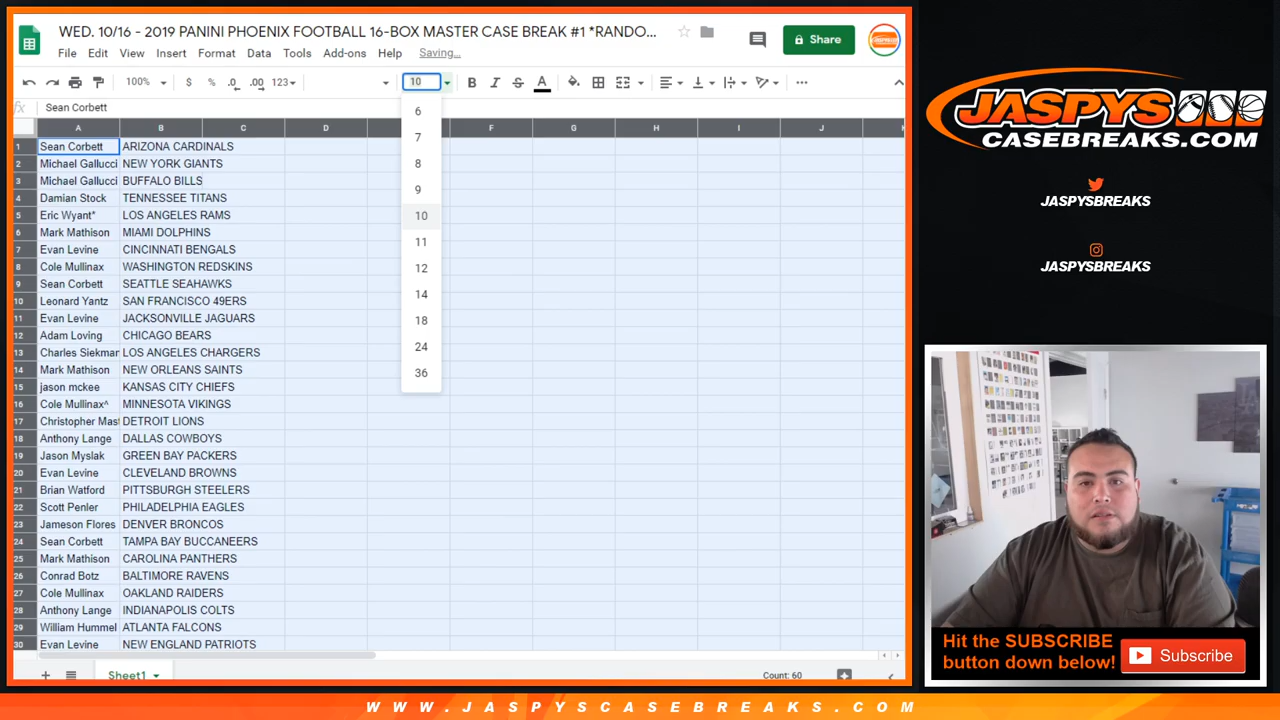 WED. 10/16 - 2019 PANINI PHOENIX FOOTBALL 16-BOX MASTER CASE BREAK #1 *RANDO...
File Edit View Insert Format Data Tools Add-ons Help Saving...
Share
100% $ % .0 .00 123 10 B I S A
fx Sean Corbett
A B C D F G H I J
1 Sean Corbett ARIZONA CARDINALS
2 Michael Gallucci NEW YORK GIANTS
3 Michael Gallucci BUFFALO BILLS
4 Damian Stock TENNESSEE TITANS
5 Eric Wyant* LOS ANGELES RAMS
6 Mark Mathison MIAMI DOLPHINS
7 Evan Levine CINCINNATI BENGALS
8 Cole Mullinax WASHINGTON REDSKINS
9 Sean Corbett SEATTLE SEAHAWKS
10 Leonard Yantz SAN FRANCISCO 49ERS
11 Evan Levine JACKSONVILLE JAGUARS
12 Adam Loving CHICAGO BEARS
13 Charles Siekman LOS ANGELES CHARGERS
14 Mark Mathison NEW ORLEANS SAINTS
15 jason mckee KANSAS CITY CHIEFS
16 Cole Mullinax^ MINNESOTA VIKINGS
17 Christopher Mast DETROIT LIONS
18 Anthony Lange DALLAS COWBOYS
19 Jason Myslak GREEN BAY PACKERS
20 Evan Levine CLEVELAND BROWNS
21 Brian Watford PITTSBURGH STEELERS
22 Scott Penler PHILADELPHIA EAGLES
23 Jameson Flores DENVER BRONCOS
24 Sean Corbett TAMPA BAY BUCCANEERS
25 Mark Mathison CAROLINA PANTHERS
26 Conrad Botz BALTIMORE RAVENS
27 Cole Mullinax OAKLAND RAIDERS
28 Anthony Lange INDIANAPOLIS COLTS
29 William Hummel ATLANTA FALCONS
30 Evan Levine NEW ENGLAND PATRIOTS
6
7
8
9
10
11
12
14
18
24
36
Sheet1
Count: 60
JASPYS
CASEBREAKS.COM
JASPYSBREAKS
JASPYSBREAKS
Hit the SUBSCRIBE
button down below!
Subscribe
WWW.JASPYSCASEBREAKS.COM